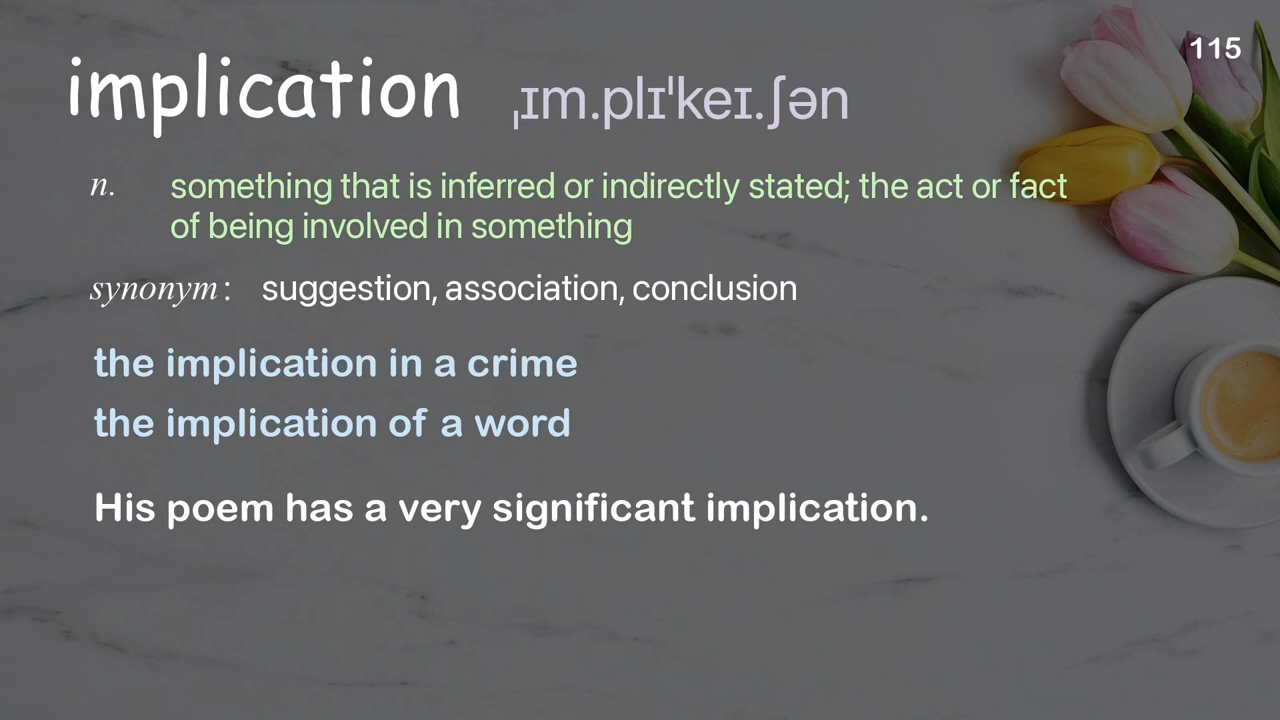 115
implication ˌɪm.plɪˈkeɪ.ʃən
n. something that is inferred or indirectly stated; the act or fact
of being involved in something
synonym: suggestion, association, conclusion
the implication in a crime
the implication of a word
His poem has a very significant implication.